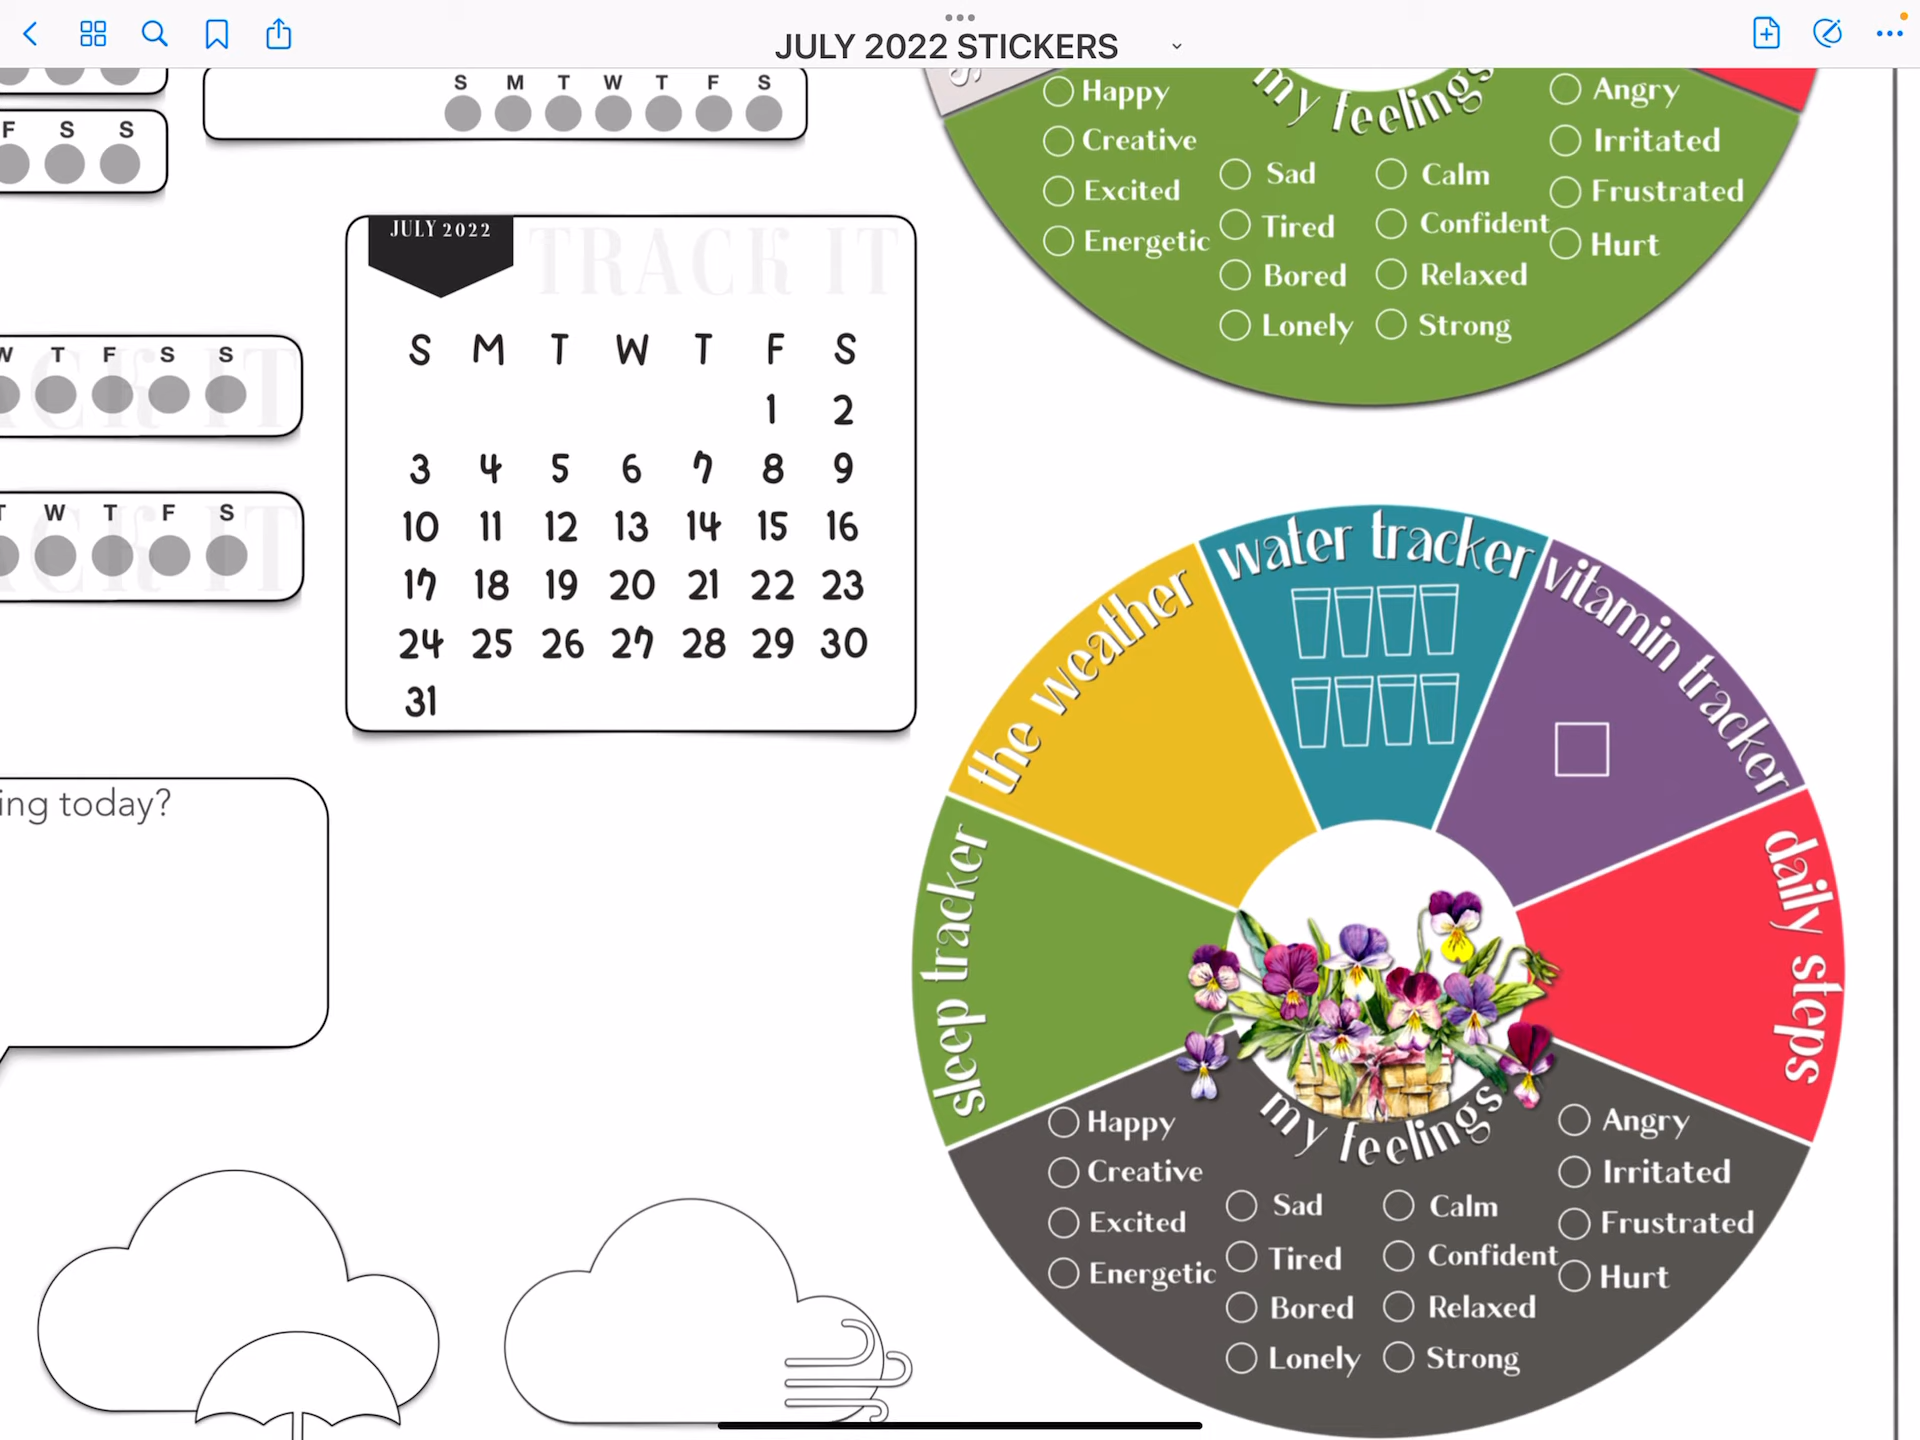 JULY 2022 STICKERS
S M T W T F S
F S S
W T F S S
T W T F S
ing today?
JULY 2022
TRACK IT
S M T W T F S
1 2
3 4 5 6 7 8 9
10 11 12 13 14 15 16
17 18 19 20 21 22 23
24 25 26 27 28 29 30
31
my feelings
Happy
Creative
Excited
Energetic
Sad
Tired
Bored
Lonely
Calm
Confident
Relaxed
Strong
Angry
Irritated
Frustrated
Hurt
sleep tracker
the weather
water tracker
vitamin tracker
daily steps
my feelings
Happy
Creative
Excited
Energetic
Sad
Tired
Bored
Lonely
Calm
Confident
Relaxed
Strong
Angry
Irritated
Frustrated
Hurt